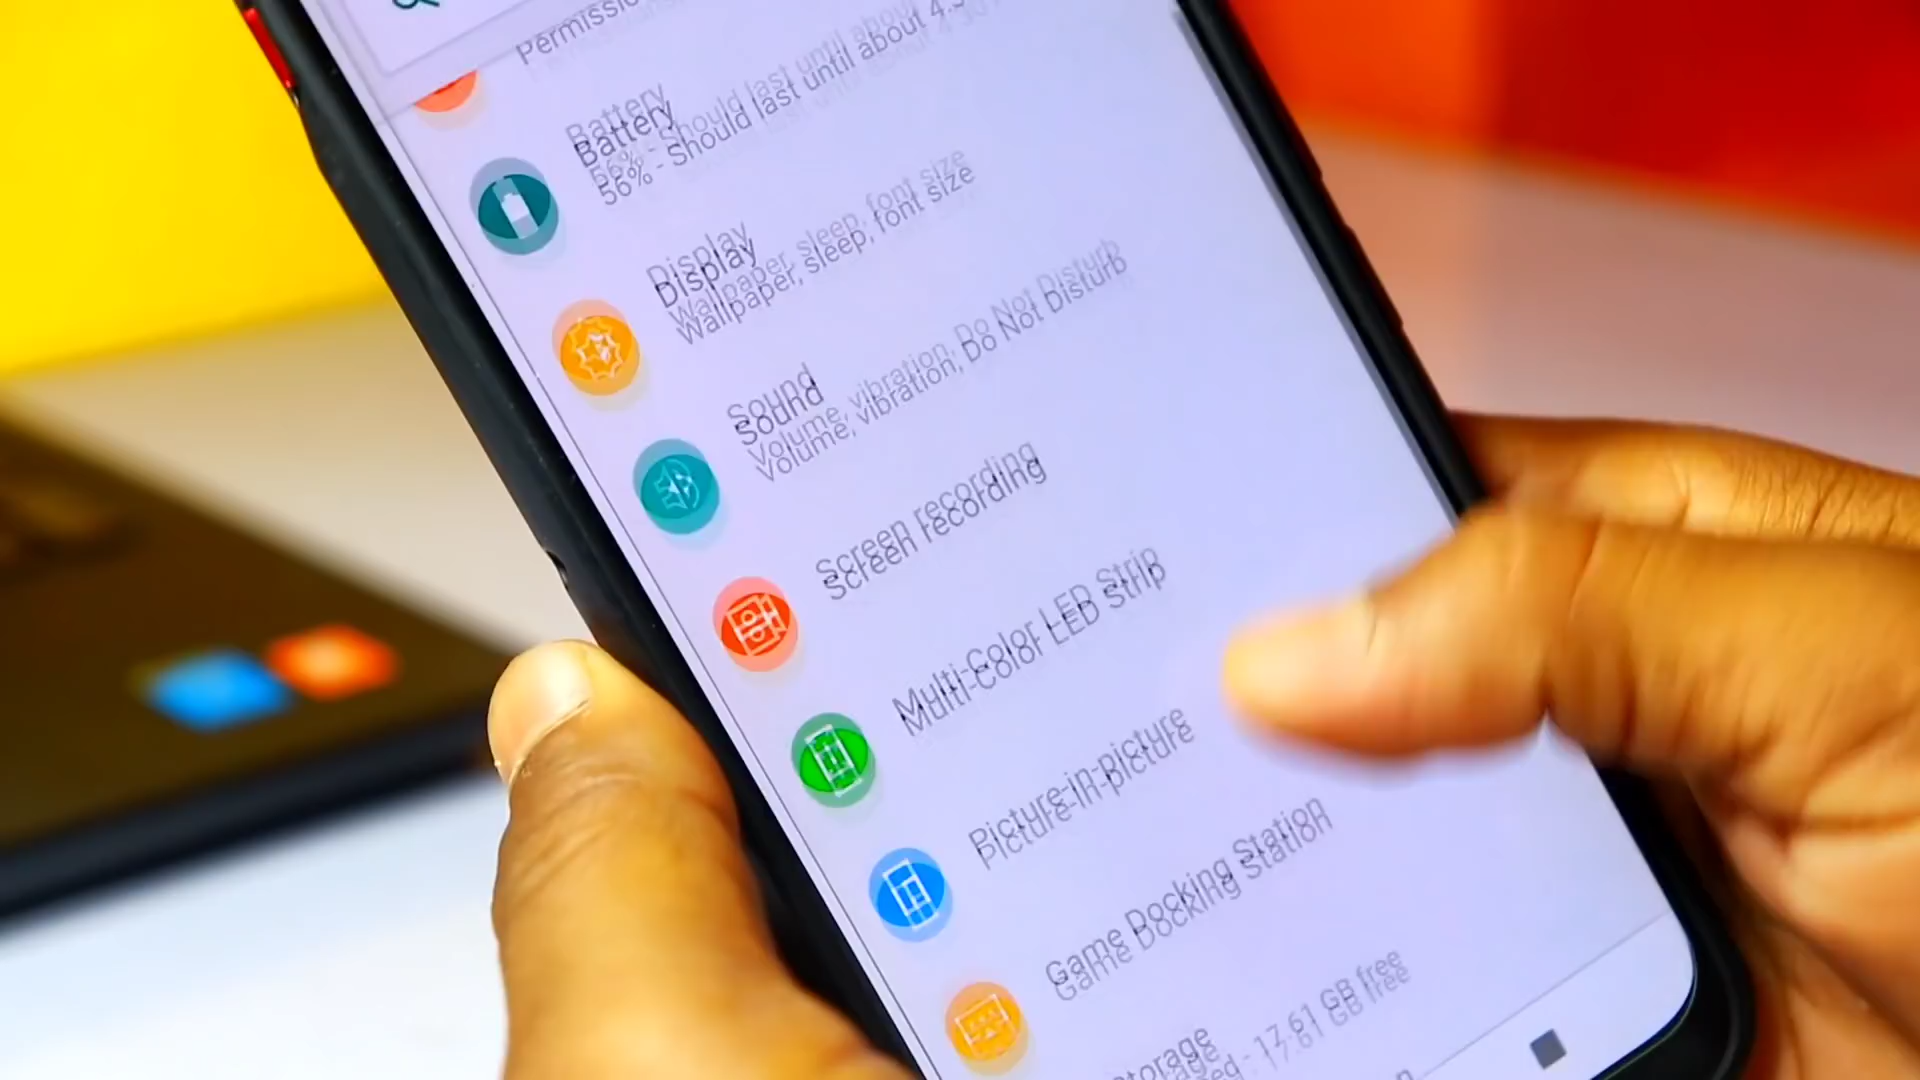 Battery
56% - Should last until about
Display
Wallpaper, sleep, font size
Sound
Volume, vibration, Do Not Disturb
Screen recording
Multi-Color LED Strip
Picture-in-picture
Game Docking Station
- 17.61 GB free